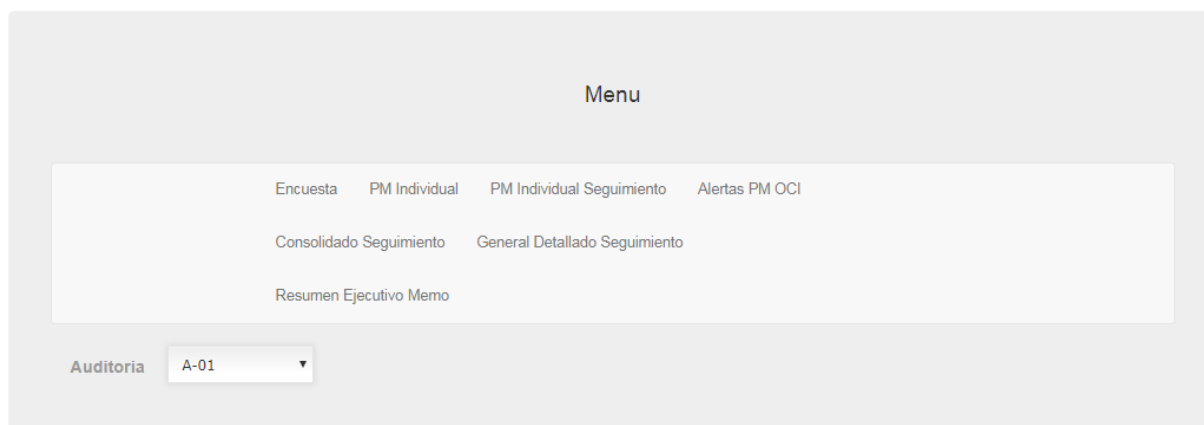 Menu
Encuesta PM Individual PM Individual Seguimiento Alertas PM OCI
Consolidado Seguimiento General Detallado Seguimiento
Resumen Ejecutivo Memo
Auditoria A-01